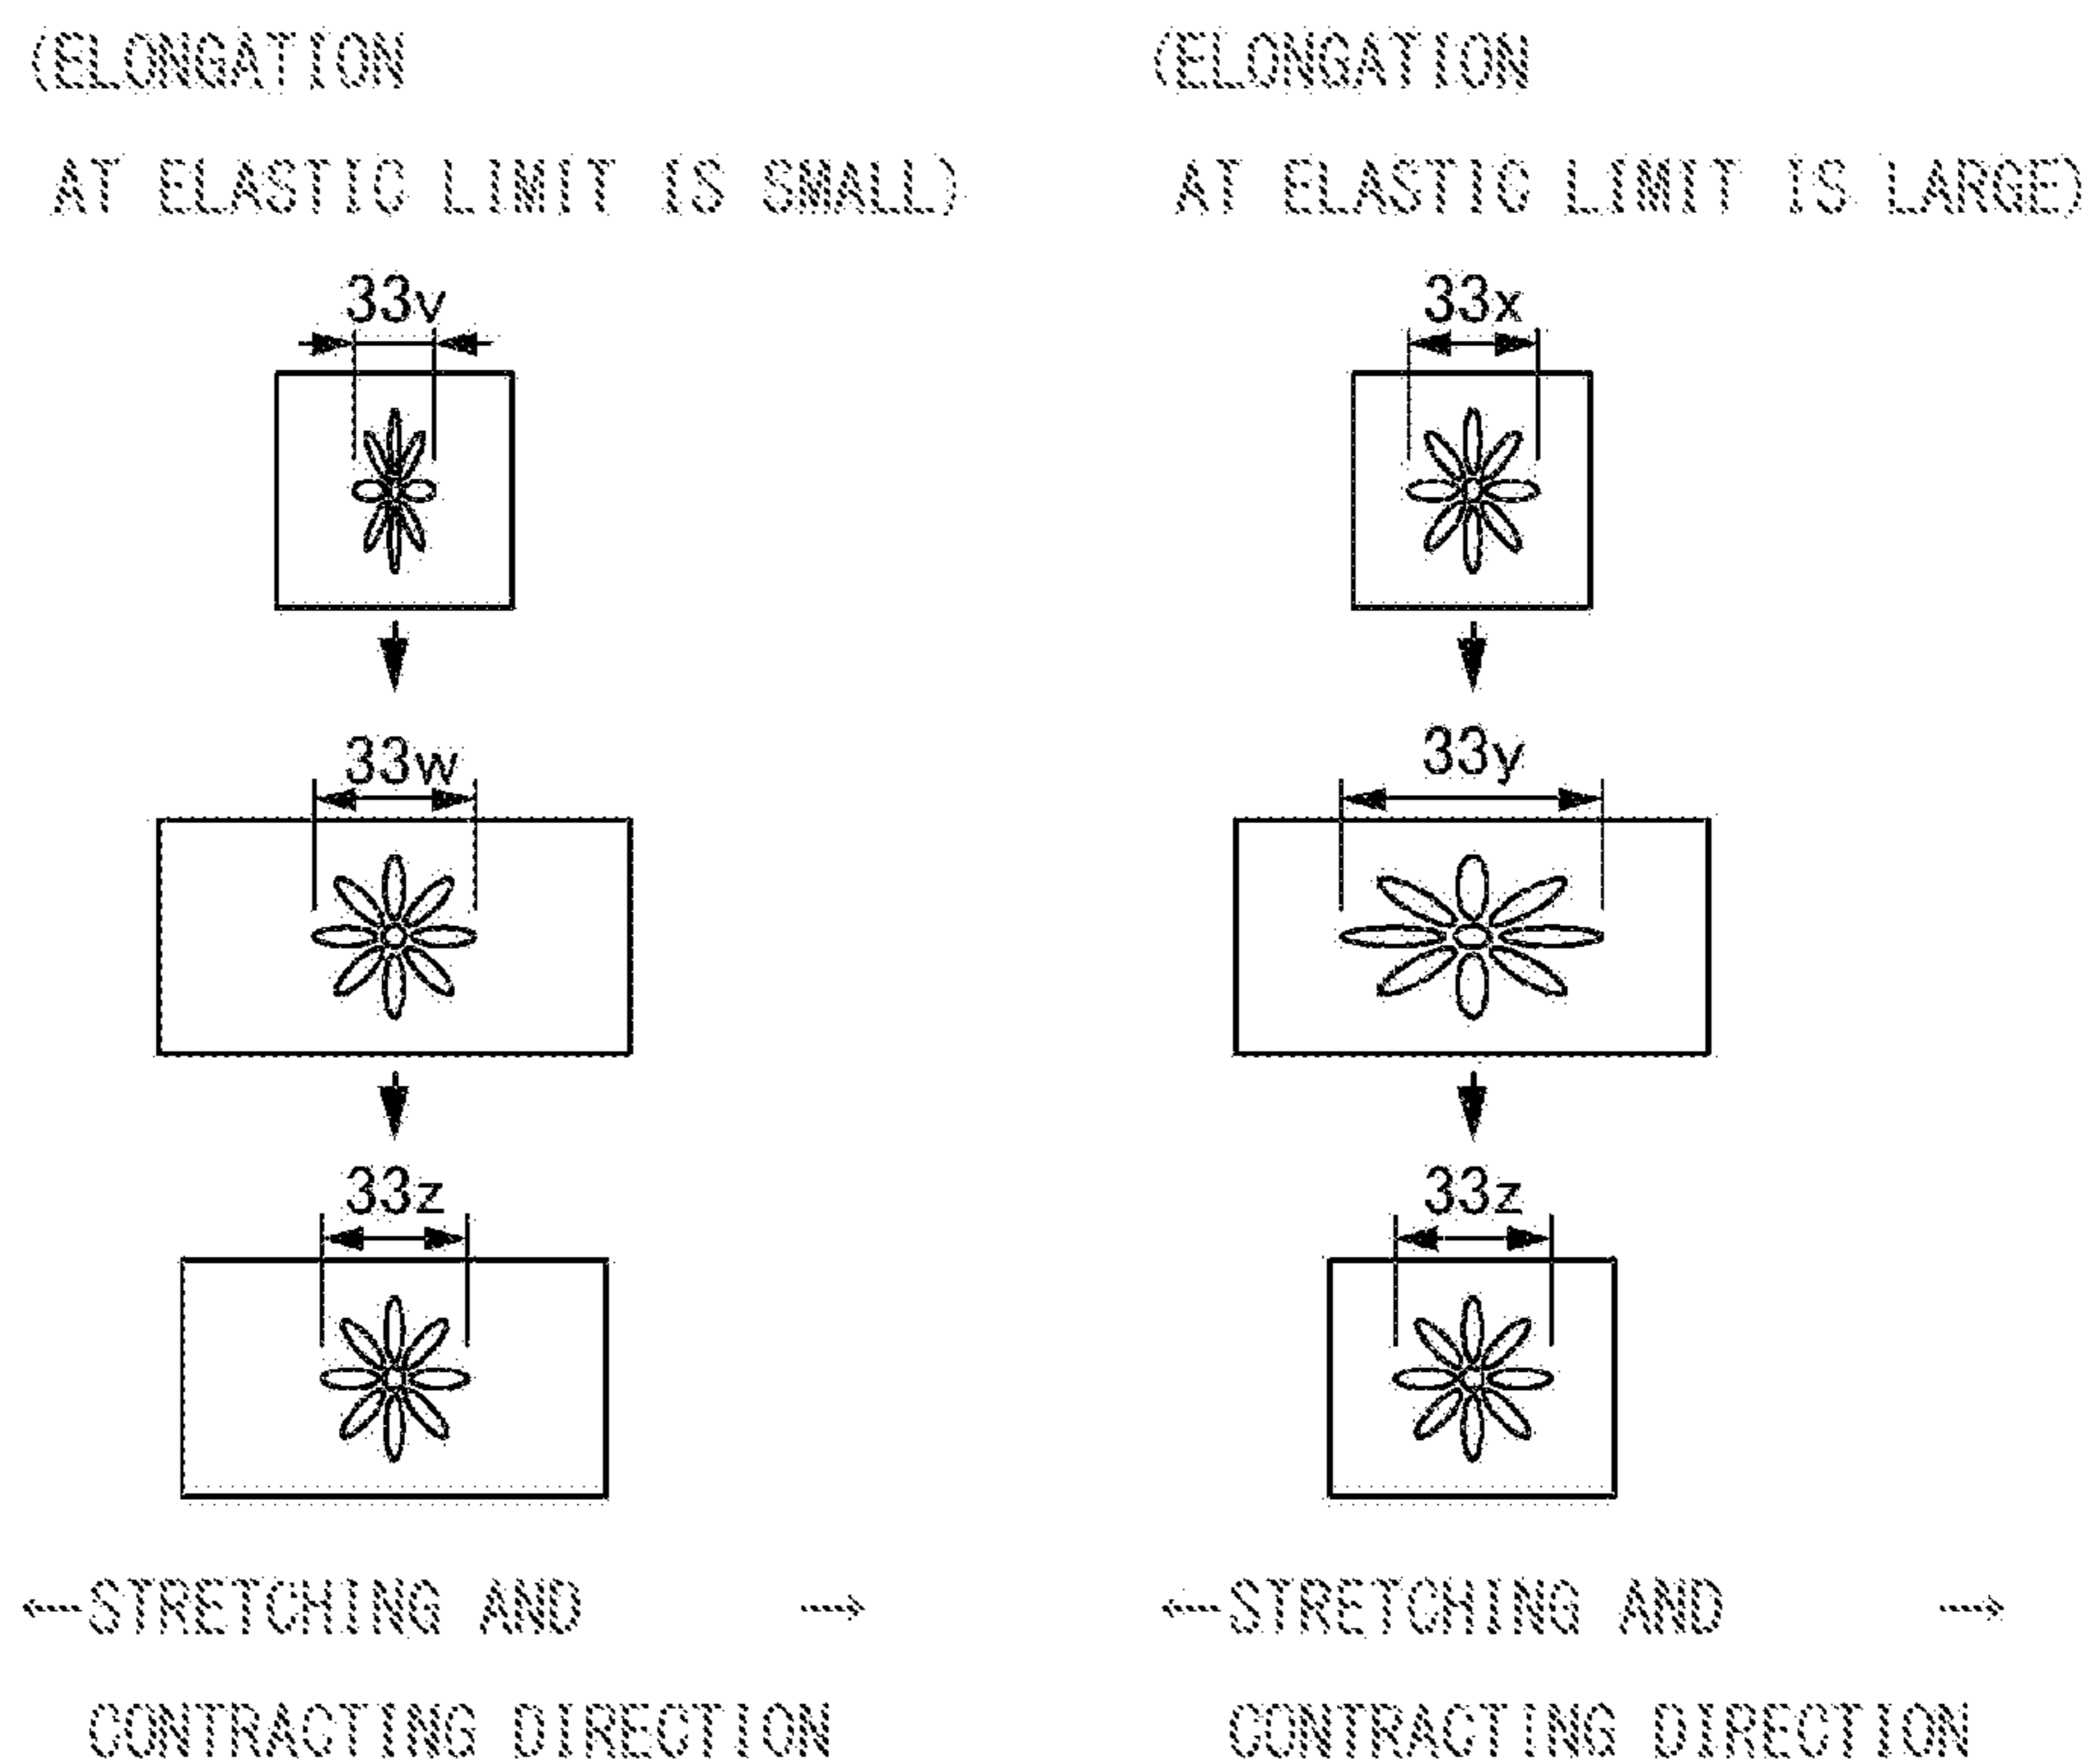 (ELONGATION
AT ELASTIC LIMIT IS SMALL)
33v
33w
33z
←STRETCHING AND →
CONTRACTING DIRECTION
(ELONGATION
AT ELASTIC LIMIT IS LARGE)
33x
33y
33z
←STRETCHING AND →
CONTRACTING DIRECTION